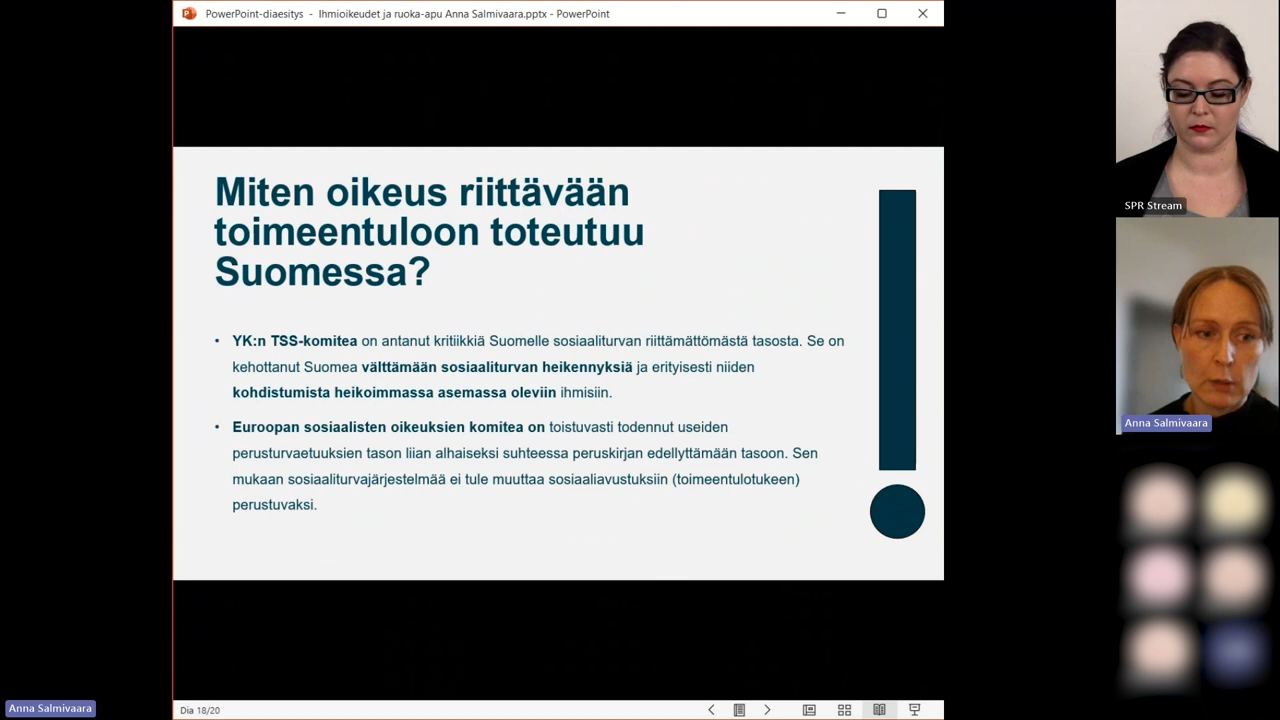 PowerPoint-diaesitys - Ihmioikeudet ja ruoka-apu Anna Salmivaara.pptx - PowerPoint
Miten oikeus riittävään
toimeentuloon toteutuu
Suomessa?
• YK:n TSS-komitea on antanut kritiikkiä Suomelle sosiaaliturvan riittämättömästä tasosta. Se on
kehottanut Suomea välttämään sosiaaliturvan heikennyksiä ja erityisesti niiden
kohdistumista heikoimmassa asemassa oleviin ihmisiin.
• Euroopan sosiaalisten oikeuksien komitea on toistuvasti todennut useiden
perusturvaetuuksien tason liian alhaiseksi suhteessa peruskirjan edellyttämään tasoon. Sen
mukaan sosiaaliturvajärjestelmää ei tule muuttaa sosiaaliavustuksiin (toimeentulotukeen)
perustuvaksi.
Dia 18/20
SPR Stream
Anna Salmivaara
Anna Salmivaara